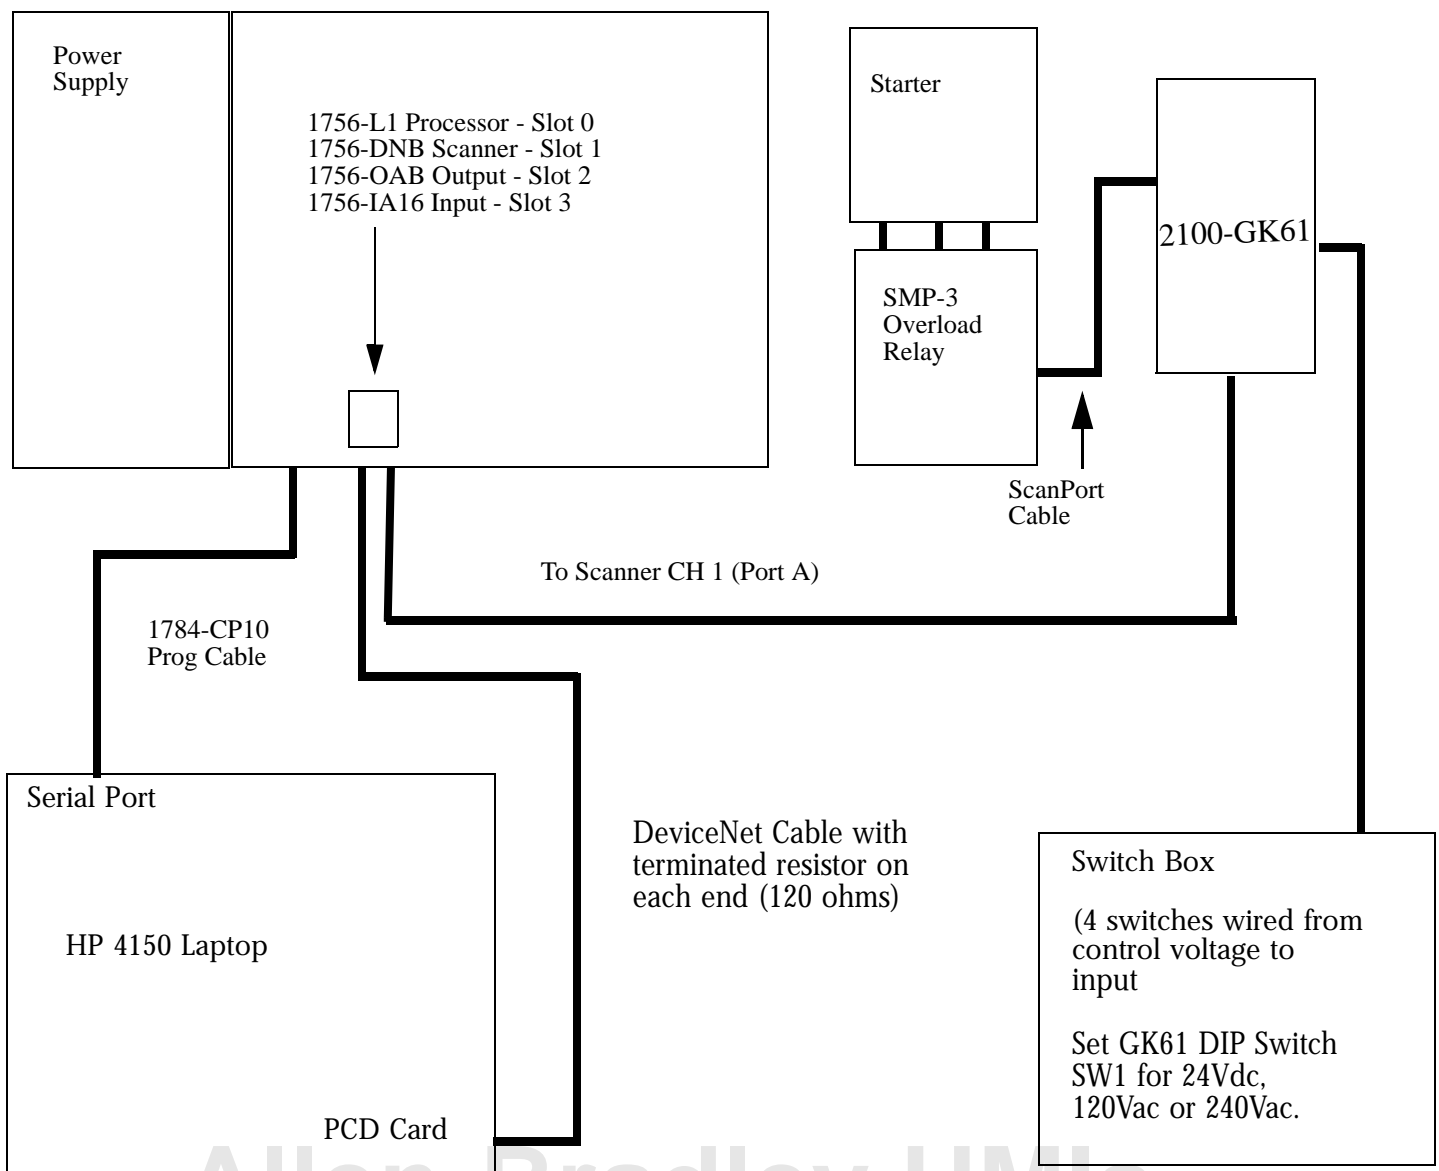 Power
Supply
1756-L1 Processor - Slot 0
1756-DNB Scanner - Slot 1
1756-OAB Output - Slot 2
1756-IA16 Input - Slot 3
Starter
2100-GK61
SMP-3
Overload
Relay
ScanPort
Cable
To Scanner CH 1 (Port A)
1784-CP10
Prog Cable
Serial Port
HP 4150 Laptop
PCD Card
DeviceNet Cable with
terminated resistor on
each end (120 ohms)
Switch Box
(4 switches wired from
control voltage to
input
Set GK61 DIP Switch
SW1 for 24Vdc,
120Vac or 240Vac.
Allen-Bradley HMIs